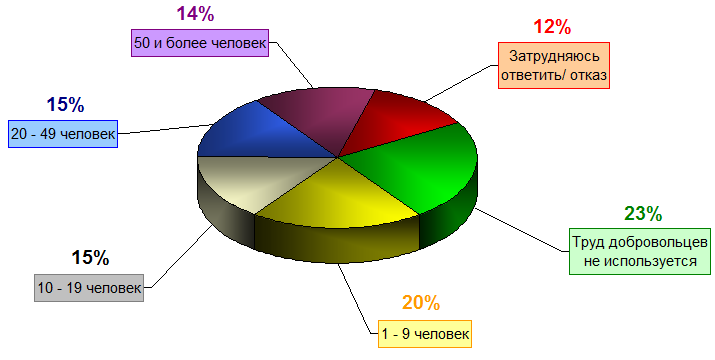 14%
50 и более человек
12%
Затрудняюсь
ответить/ отказ
15%
20 - 49 человек
23%
Труд добровольцев
не используется
15%
10 - 19 человек
20%
1 - 9 человек